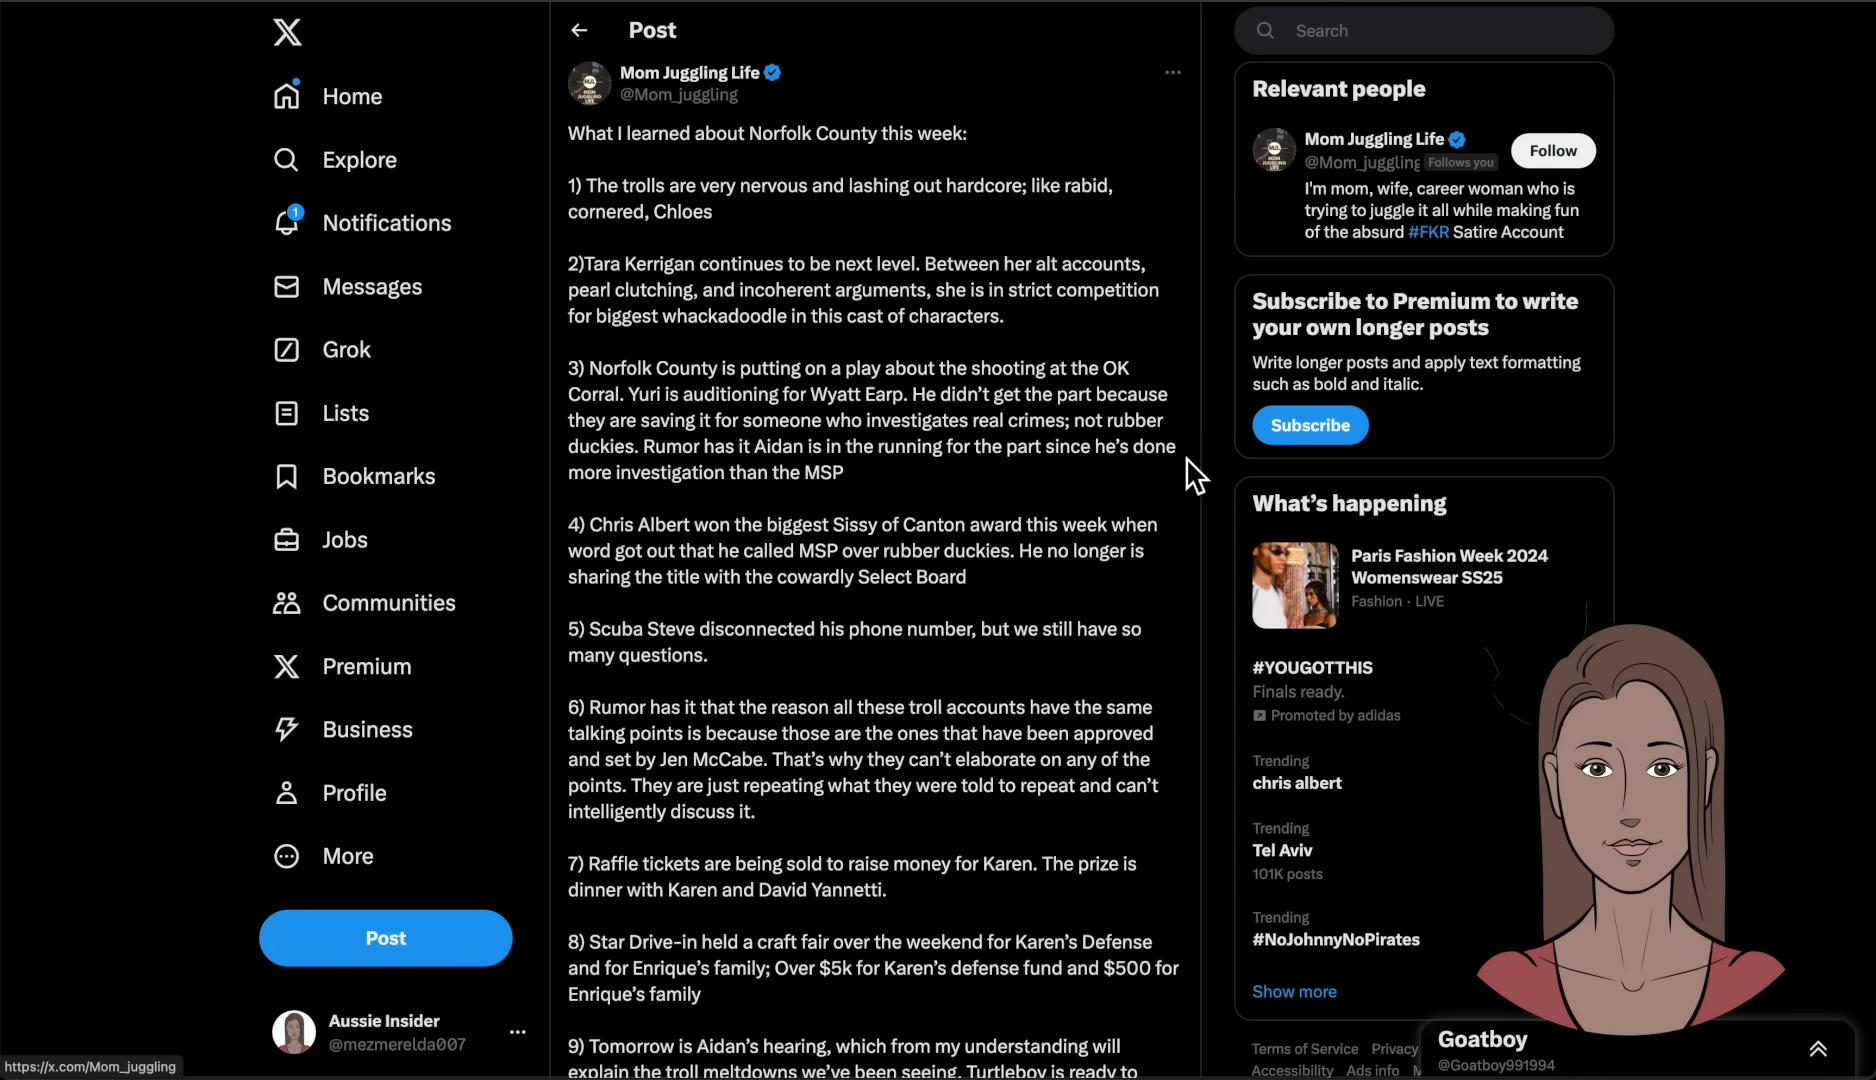 Home
Explore
1
Notifications
Messages
Grok
Lists
Bookmarks
Jobs
Communities
Premium
Business
Profile
More
Post
Aussie Insider
@mezmerelda007
https://x.com/Mom_juggling
Post
Mom Juggling Life
@Mom_juggling
What I learned about Norfolk County this week:
1) The trolls are very nervous and lashing out hardcore; like rabid,
cornered, Chloes
2)Tara Kerrigan continues to be next level. Between her alt accounts,
pearl clutching, and incoherent arguments, she is in strict competition
for biggest whackadoodle in this cast of characters.
3) Norfolk County is putting on a play about the shooting at the OK
Corral. Yuri is auditioning for Wyatt Earp. He didn’t get the part because
they are saving it for someone who investigates real crimes; not rubber
duckies. Rumor has it Aidan is in the running for the part since he’s done
more investigation than the MSP
4) Chris Albert won the biggest Sissy of Canton award this week when
word got out that he called MSP over rubber duckies. He no longer is
sharing the title with the cowardly Select Board
5) Scuba Steve disconnected his phone number, but we still have so
many questions.
6) Rumor has it that the reason all these troll accounts have the same
talking points is because those are the ones that have been approved
and set by Jen McCabe. That’s why they can’t elaborate on any of the
points. They are just repeating what they were told to repeat and can’t
intelligently discuss it.
7) Raffle tickets are being sold to raise money for Karen. The prize is
dinner with Karen and David Yannetti.
8) Star Drive-in held a craft fair over the weekend for Karen’s Defense
and for Enrique’s family; Over $5k for Karen’s defense fund and $500 for
Enrique’s family
9) Tomorrow is Aidan’s hearing, which from my understanding will
explain the troll meltdowns we’ve been seeing. Turtleboy is ready to
Search
Relevant people
Mom Juggling Life
@Mom_juggling Follows you
Follow
I'm mom, wife, career woman who is
trying to juggle it all while making fun
of the absurd #FKR Satire Account
Subscribe to Premium to write
your own longer posts
Write longer posts and apply text formatting
such as bold and italic.
Subscribe
What’s happening
Paris Fashion Week 2024
Womenswear SS25
Fashion · LIVE
#YOUGOTTHIS
Finals ready.
Promoted by adidas
Trending
chris albert
Trending
Tel Aviv
101K posts
Trending
#NoJohnnyNoPirates
Show more
Terms of Service Privacy
Accessibility Ads info
Goatboy
@Goatboy991994